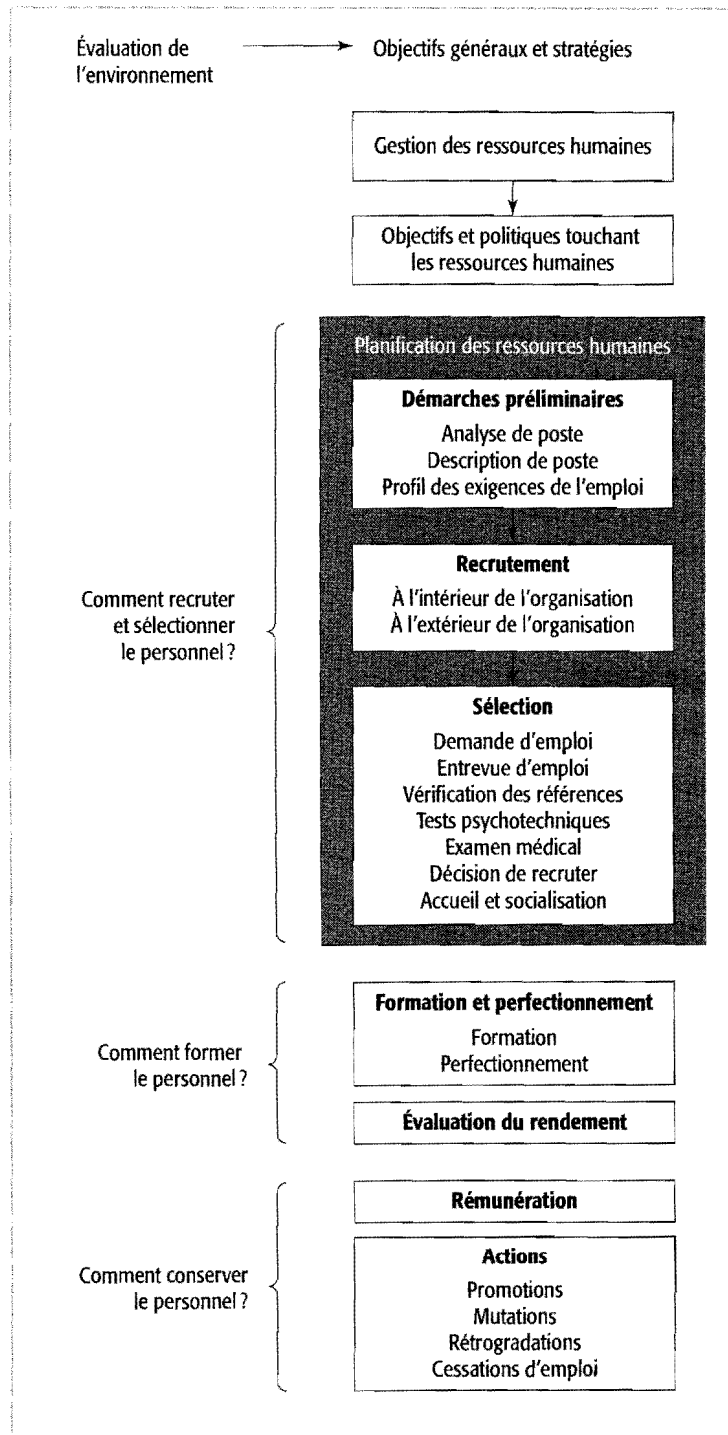 Évaluation de
l'environnement
Objectifs généraux et stratégies
Gestion des ressources humaines
Objectifs et politiques touchant
les ressources humaines
Planification des ressources humaines
Comment recruter
et sélectionner
le personnel ?
Démarches préliminaires
Analyse de poste
Description de poste
Profil des exigences de l'emploi
Recrutement
À l'intérieur de l'organisation
À l'extérieur de l'organisation
Sélection
Demande d'emploi
Entrevue d'emploi
Vérification des références
Tests psychotechniques
Examen médical
Décision de recruter
Accueil et socialisation
Comment former
le personnel ?
Formation et perfectionnement
Formation
Perfectionnement
Évaluation du rendement
Comment conserver
le personnel ?
Rémunération
Actions
Promotions
Mutations
Rétrogradations
Cessations d'emploi